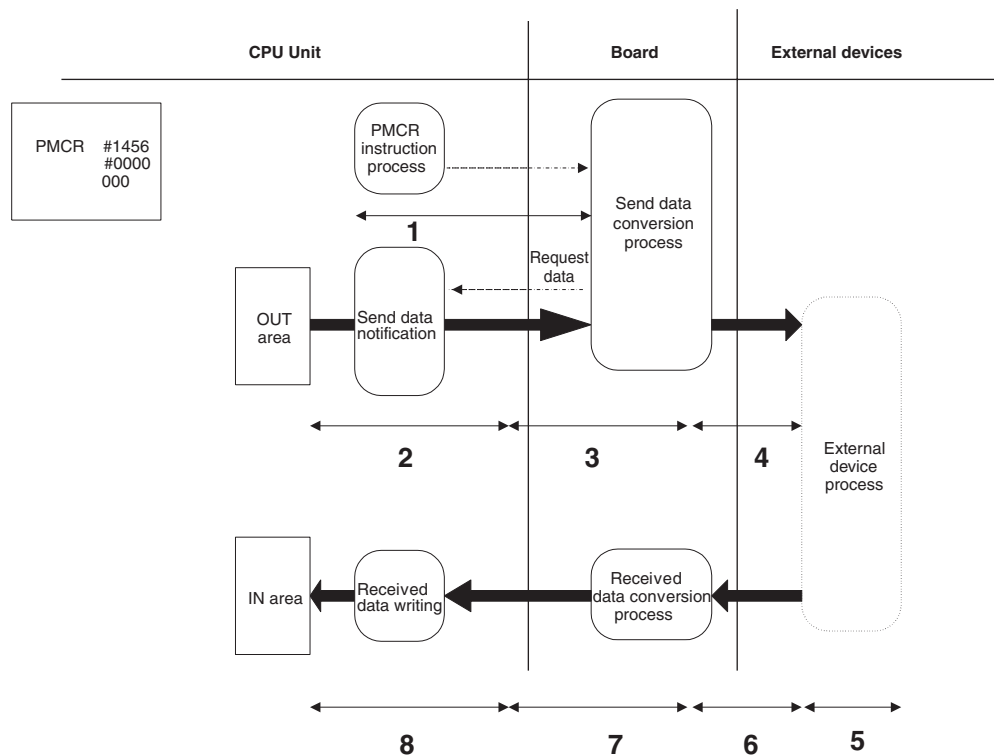 CPU Unit
Board
External devices
PMCR #1456
#0000
000
PMCR
instruction
process
Send data
conversion
process
1
Request
data
OUT
area
Send data
notification
2
3
4
External
device
process
IN area
Received
data writing
Received
data conversion
process
8
7
6
5